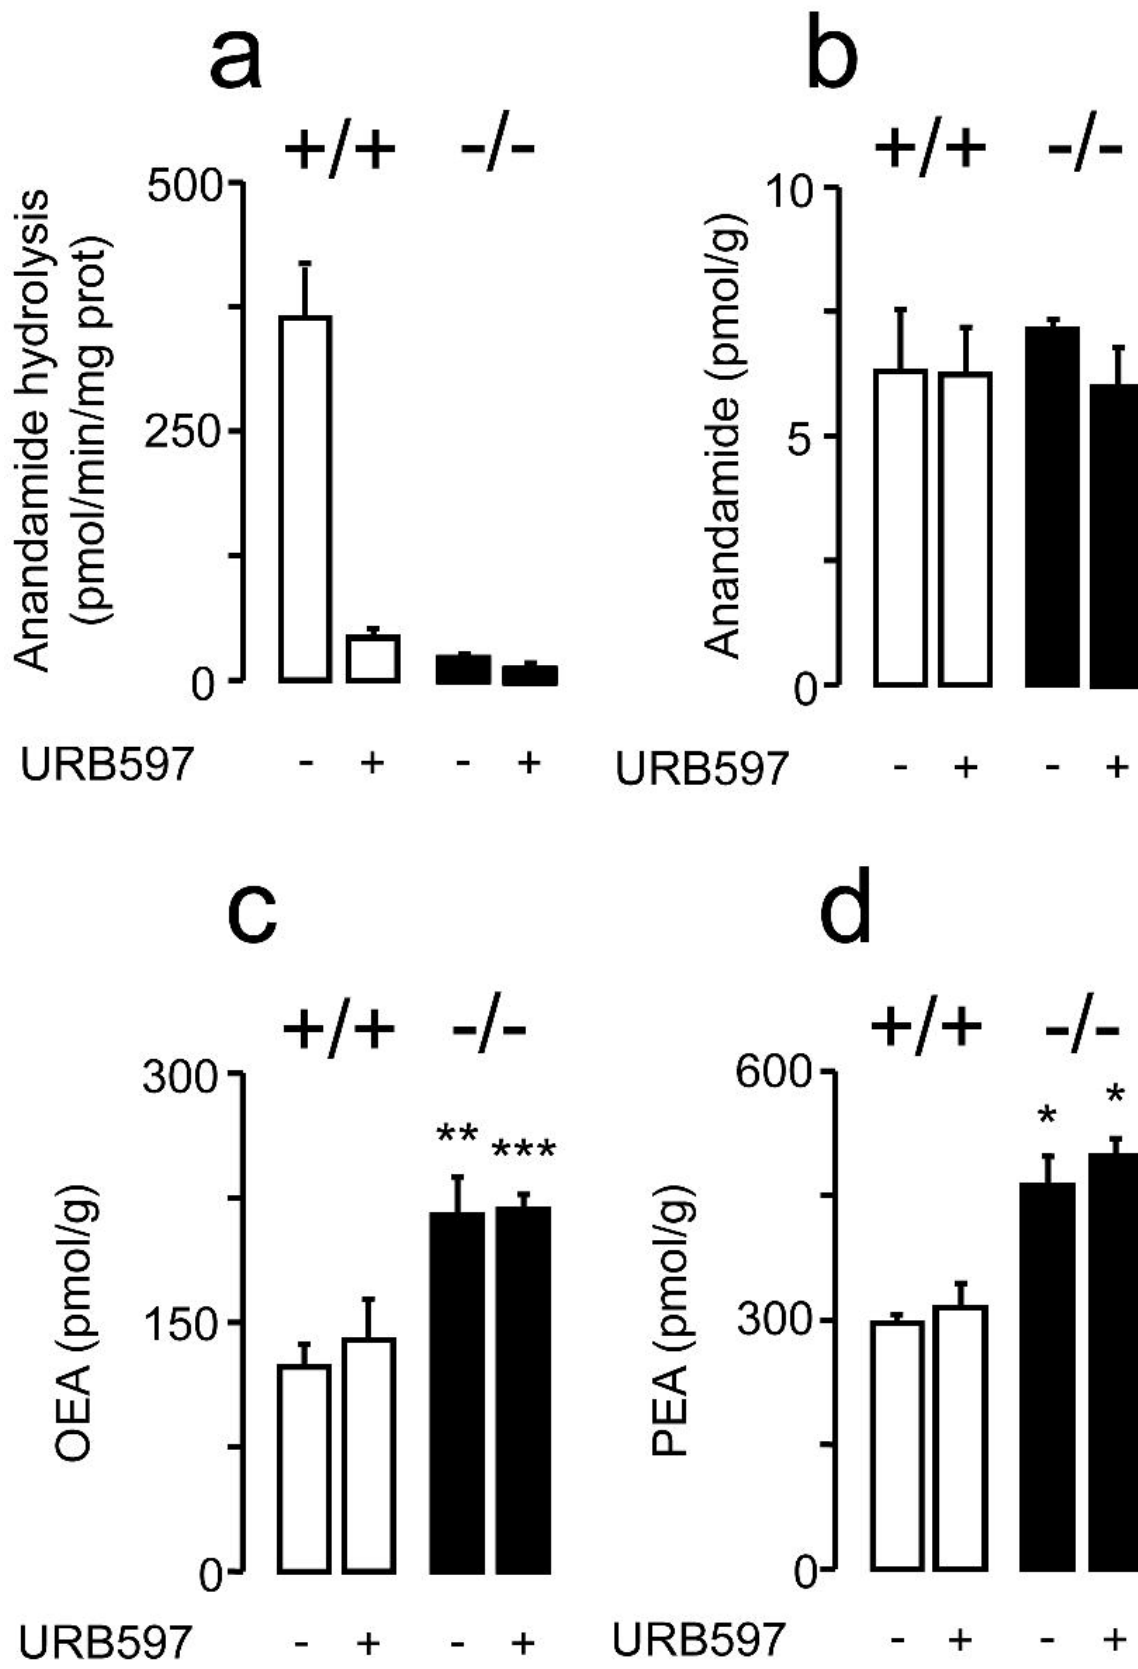 a
+/+ -/-
Anandamide hydrolysis
(pmol/min/mg prot)
500
250
0
URB597 - + - +
b
+/+ -/-
Anandamide (pmol/g)
10
5
0
URB597 - + - +
c
+/+ -/-
OEA (pmol/g)
300
** ***
150
0
URB597 - + - +
d
+/+ -/-
PEA (pmol/g)
600
* *
300
0
URB597 - + - +